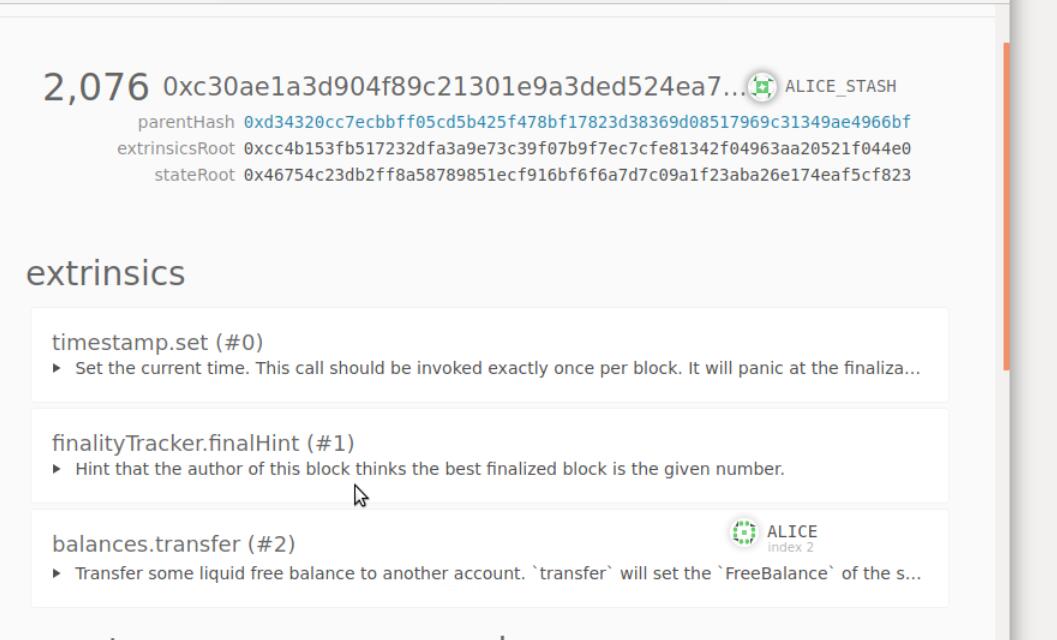 2,076 0xc30ae1a3d904f89c21301e9a3ded524ea7... ALICE_STASH
parentHash 0xd34320cc7ecbbff05cd5b425f478bf17823d38369d08517969c31349ae4966bf
extrinsicsRoot 0xcc4b153fb517232dfa3a9e73c39f07b9f7ec7cfe81342f04963aa20521f044e0
stateRoot 0x46754c23db2ff8a58789851ecf916bf6f6a7d7c09a1f23aba26e174eaf5cf823
extrinsics
timestamp.set (#0)
Set the current time. This call should be invoked exactly once per block. It will panic at the finaliza...
finalityTracker.finalHint (#1)
Hint that the author of this block thinks the best finalized block is the given number.
balances.transfer (#2) ALICE
index 2
Transfer some liquid free balance to another account. `transfer` will set the `FreeBalance` of the s...